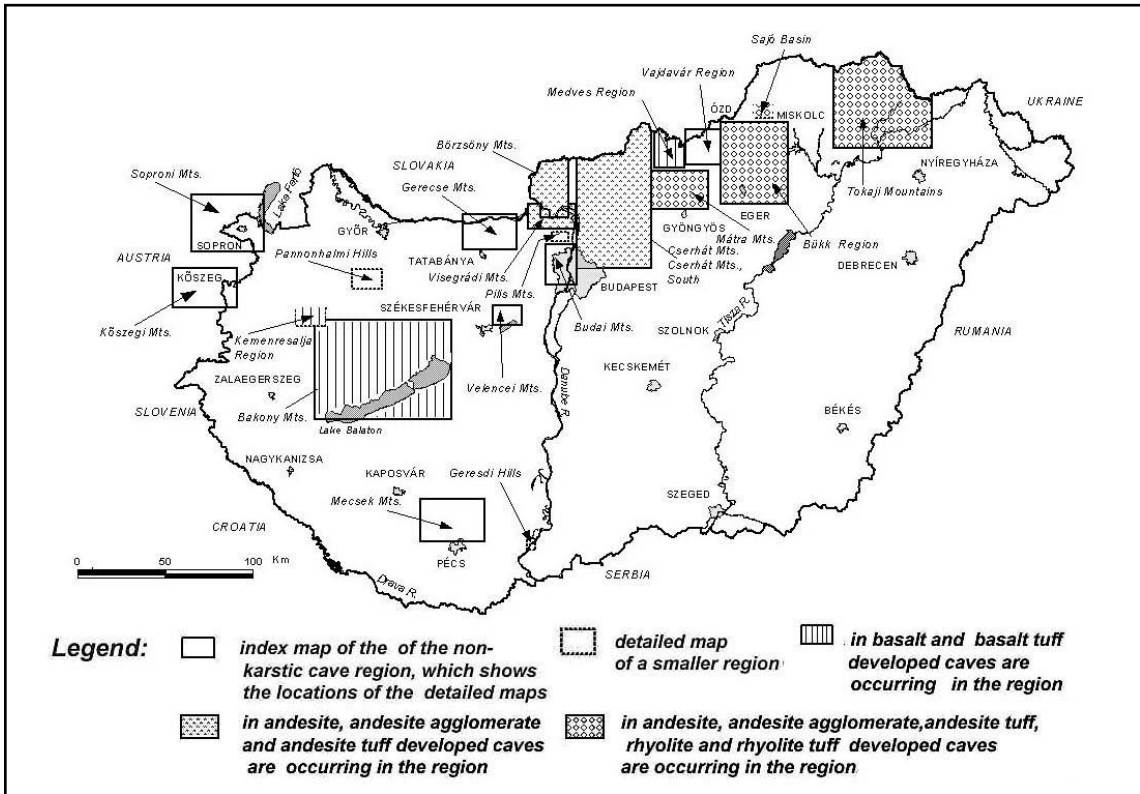 Sajó Basin
Vajdavár Region
Medves Region
ÓZD
MISKOLC
UKRAINE
Börzsöny Mts.
SLOVAKIA
Gerecse Mts.
NYÍREGYHÁZA
Soproni Mts.
Lake Fertő
Tokaji Mountains
SOPRON
GYŐR
EGER
GYÖNGYÖS
Mátra Mts.
Bükk Region
AUSTRIA
Pannonhalmi Hills
TATABÁNYA
Visegrádi Mts.
Cserhát Mts.
Cserhát Mts.,
South
DEBRECEN
KŐSZEG
Pilis Mts.
BUDAPEST
Kőszegi Mts.
SZÉKESFEHÉRVÁR
Budai Mts.
SZOLNOK
Tisza R.
RUMANIA
Kemenresalja
Region
KECSKEMÉT
ZALAEGERSZEG
Velencei Mts.
Danube R.
SLOVENIA
Bakony Mts.
Lake Balaton
BÉKÉS
NAGYKANIZSA
KAPOSVÁR
Geresdi Hills
Mecsek Mts.
SZEGED
CROATIA
0 50 100 Km
PÉCS
Drava R.
SERBIA
Legend:
index map of the of the non-
karstic cave region, which shows
the locations of the detailed maps
detailed map
of a smaller region
in basalt and basalt tuff
developed caves are
occurring in the region
in andesite, andesite agglomerate
and andesite tuff developed caves
are occurring in the region
in andesite, andesite agglomerate,andesite tuff,
rhyolite and rhyolite tuff developed caves
are occurring in the region